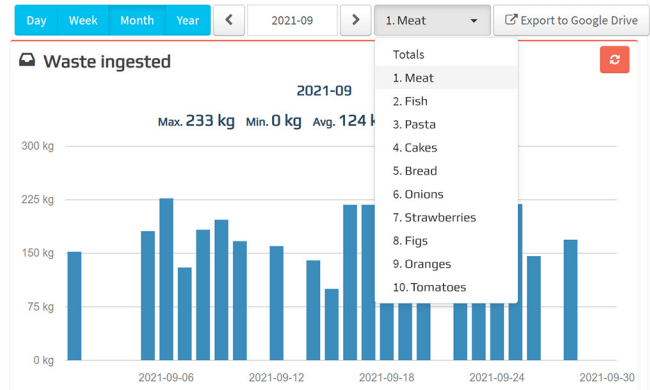 Day Week Month Year 2021-09 1. Meat Export to Google Drive
Waste ingested
2021-09
Max. 233 kg Min. 0 kg Avg. 124
Totals
1. Meat
2. Fish
3. Pasta
4. Cakes
5. Bread
6. Onions
7. Strawberries
8. Figs
9. Oranges
10. Tomatoes
300 kg
225 kg
150 kg
75 kg
0 kg
2021-09-06 2021-09-12 2021-09-18 2021-09-24 2021-09-30